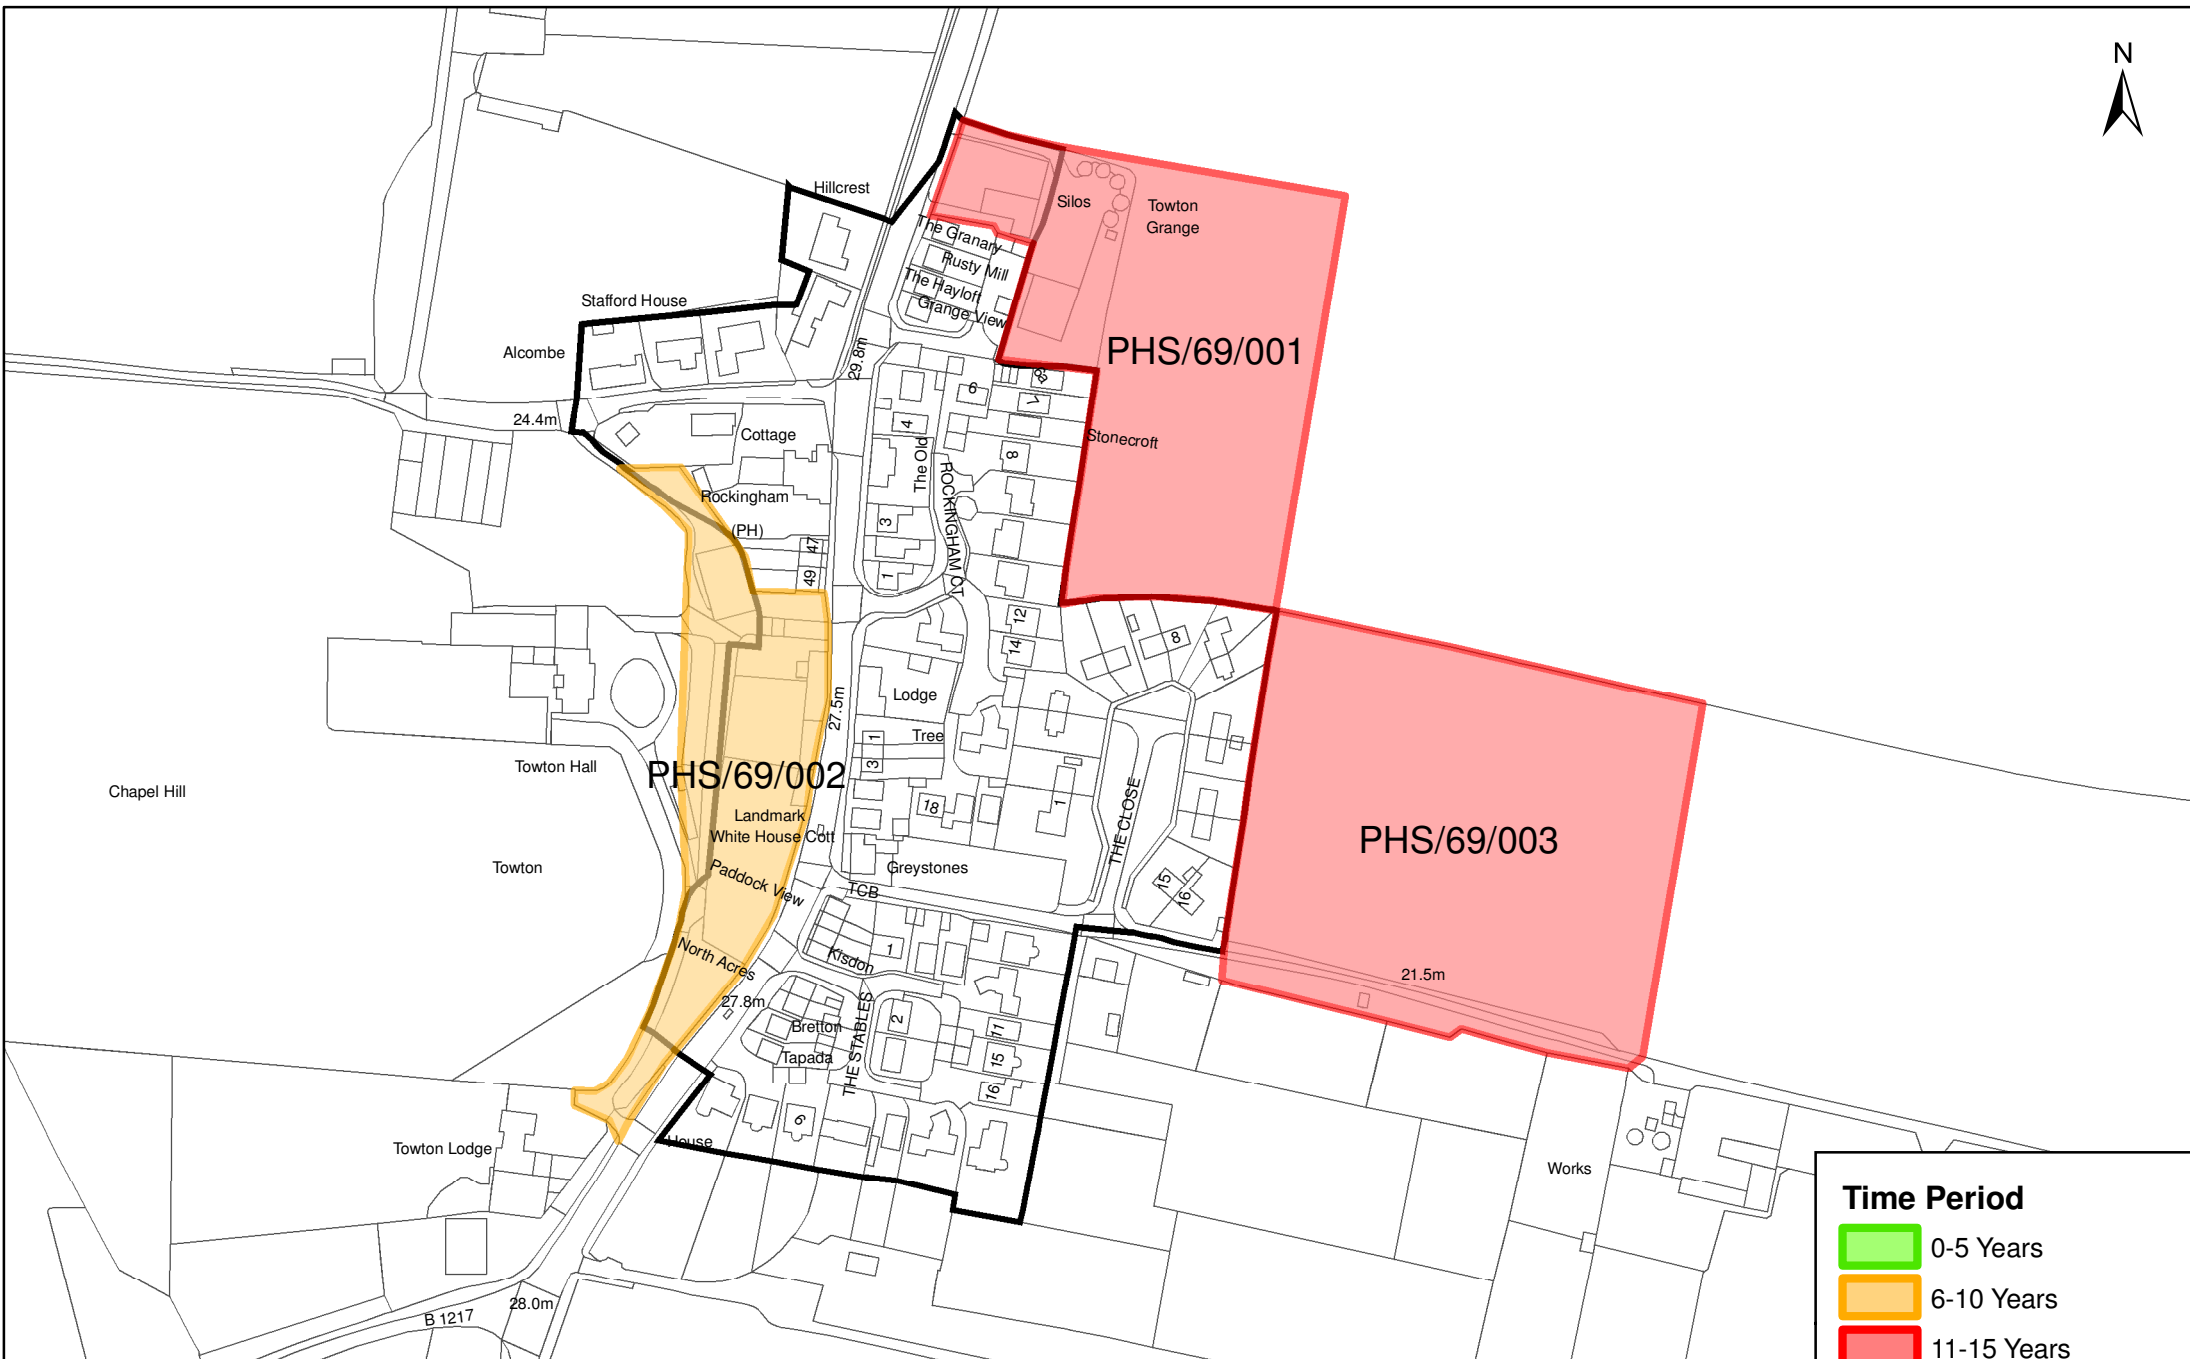 N
Hillcrest
Silos
Towton
Grange
The Granary
Rusty Mill
The Hayloft
Grange View
Stafford House
Alcombe
29.8m
PHS/69/001
6a
7
6
4
24.4m
Cottage
The Old
8
Stonecroft
ROCKINGHAM CT
Rockingham
(PH)
3
47
49
1
12
14
8
Lodge
27.5m
Tree
1
3
Towton Hall
PHS/69/002
Chapel Hill
18
1
THE CLOSE
Landmark
White House Cott
PHS/69/003
Towton
Paddock View
TCB
Greystones
15
16
North Acres
Kisdon
1
21.5m
27.8m
Bretton
Tapada
THE STABLES
2
11
15
16
6
House
Towton Lodge
Works
28.0m
B 1217
Time Period
0-5 Years
6-10 Years
11-15 Years